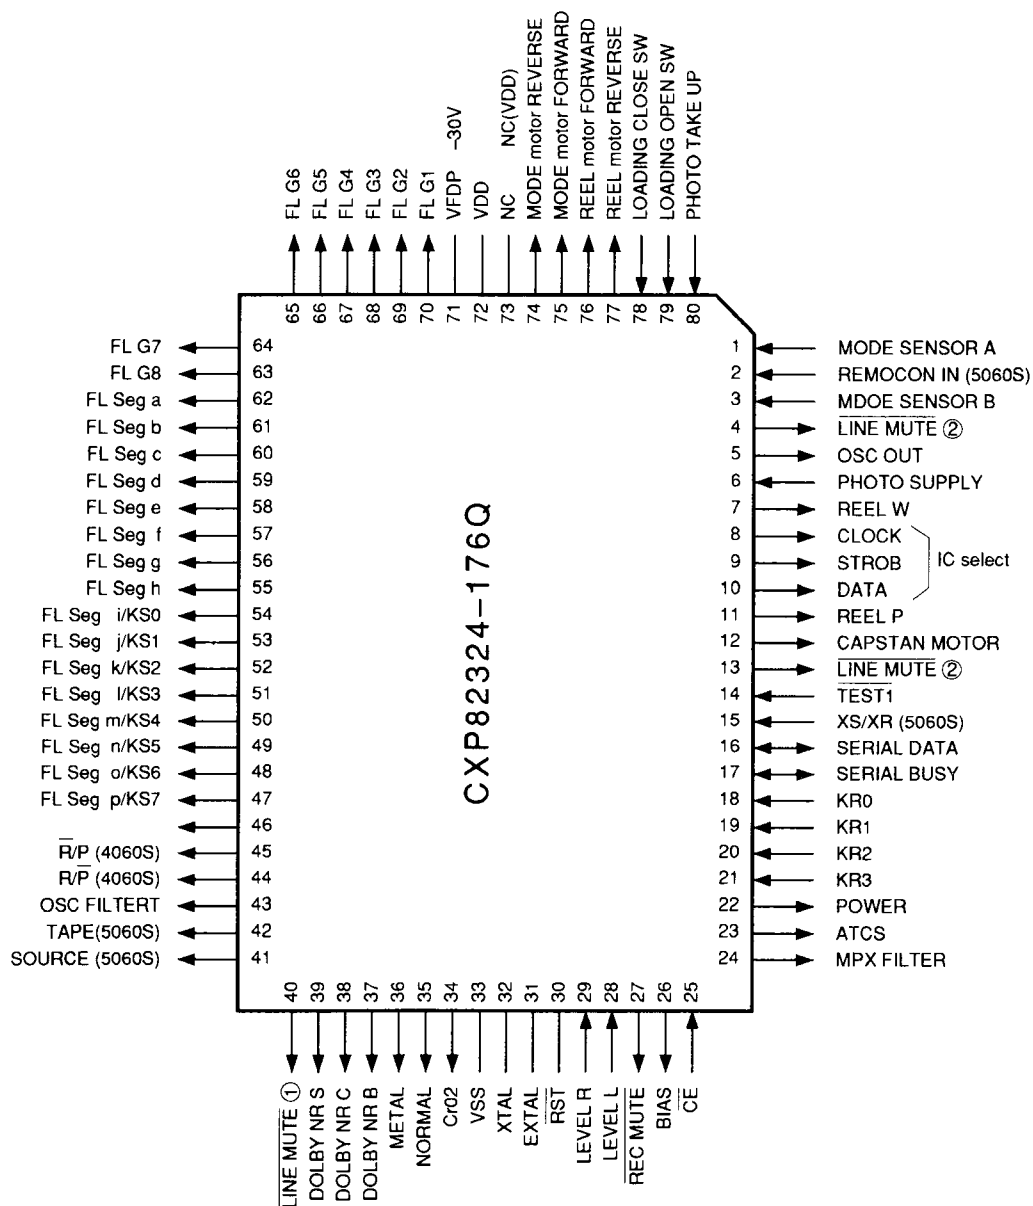 FL G6
FL G5
FL G4
FL G3
FL G2
FL G1
VFDP –30V
VDD
NC NC(VDD)
MODE motor REVERSE
MODE motor FORWARD
REEL motor FORWARD
REEL motor REVERSE
LOADING CLOSE SW
LOADING OPEN SW
PHOTO TAKE UP
65 66 67 68 69 70 71 72 73 74 75 76 77 78 79 80
FL G7 64
FL G8 63
FL Seg a 62
FL Seg b 61
FL Seg c 60
FL Seg d 59
FL Seg e 58
FL Seg f 57
FL Seg g 56
FL Seg h 55
FL Seg i/KS0 54
FL Seg j/KS1 53
FL Seg k/KS2 52
FL Seg l/KS3 51
FL Seg m/KS4 50
FL Seg n/KS5 49
FL Seg o/KS6 48
FL Seg p/KS7 47
46
R̅/P (4060S) 45
R/P̅ (4060S) 44
OSC FILTERT 43
TAPE(5060S) 42
SOURCE (5060S) 41
CXP82324-176Q
1 MODE SENSOR A
2 REMOCON IN (5060S)
3 MDOE SENSOR B
4 L̅I̅N̅E̅ M̅U̅T̅E̅ ②
5 OSC OUT
6 PHOTO SUPPLY
7 REEL W
8 CLOCK
9 STROB
10 DATA
IC select
11 REEL P
12 CAPSTAN MOTOR
13 L̅I̅N̅E̅ M̅U̅T̅E̅ ②
14 T̅E̅S̅T̅1̅
15 XS/XR (5060S)
16 SERIAL DATA
17 SERIAL BUSY
18 KR0
19 KR1
20 KR2
21 KR3
22 POWER
23 ATCS
24 MPX FILTER
40 39 38 37 36 35 34 33 32 31 30 29 28 27 26 25
L̅I̅N̅E̅ M̅U̅T̅E̅ ①
DOLBY NR S
DOLBY NR C
DOLBY NR B
METAL
NORMAL
Cr02
VSS
XTAL
EXTAL
R̅S̅T̅
LEVEL R
LEVEL L
R̅E̅C̅ M̅U̅T̅E̅
BIAS
C̅E̅